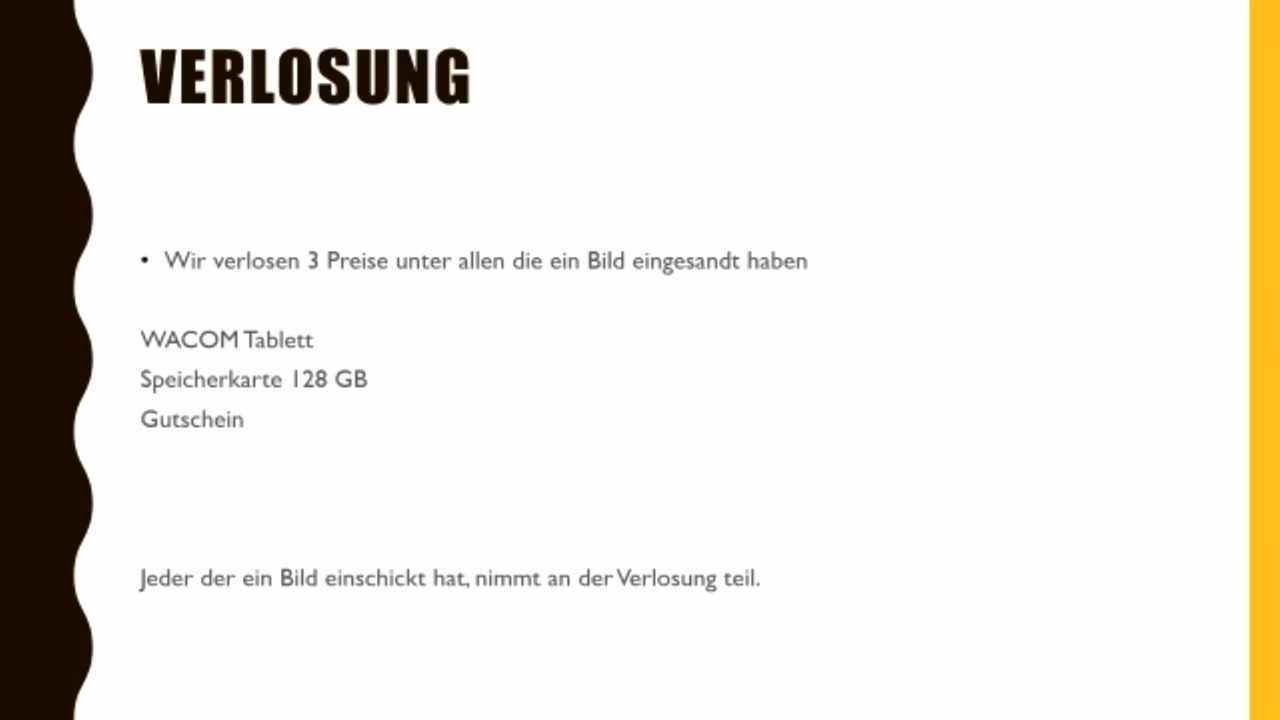 VERLOSUNG
• Wir verlosen 3 Preise unter allen die ein Bild eingesandt haben
WACOM Tablett
Speicherkarte 128 GB
Gutschein
Jeder der ein Bild einschickt hat, nimmt an der Verlosung teil.